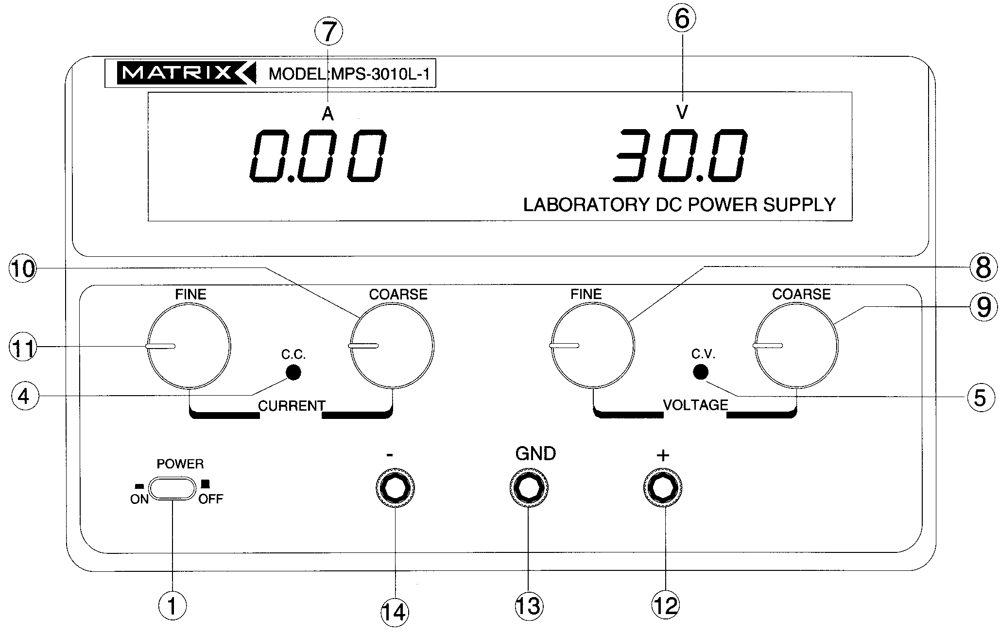 7
6
MATRIX MODEL:MPS-3010L-1
A
V
0.00
30.0
LABORATORY DC POWER SUPPLY
10
8
FINE
COARSE
FINE
COARSE
9
11
C.C.
C.V.
4
CURRENT
VOLTAGE
5
POWER
ON
OFF
-
GND
+
1
14
13
12